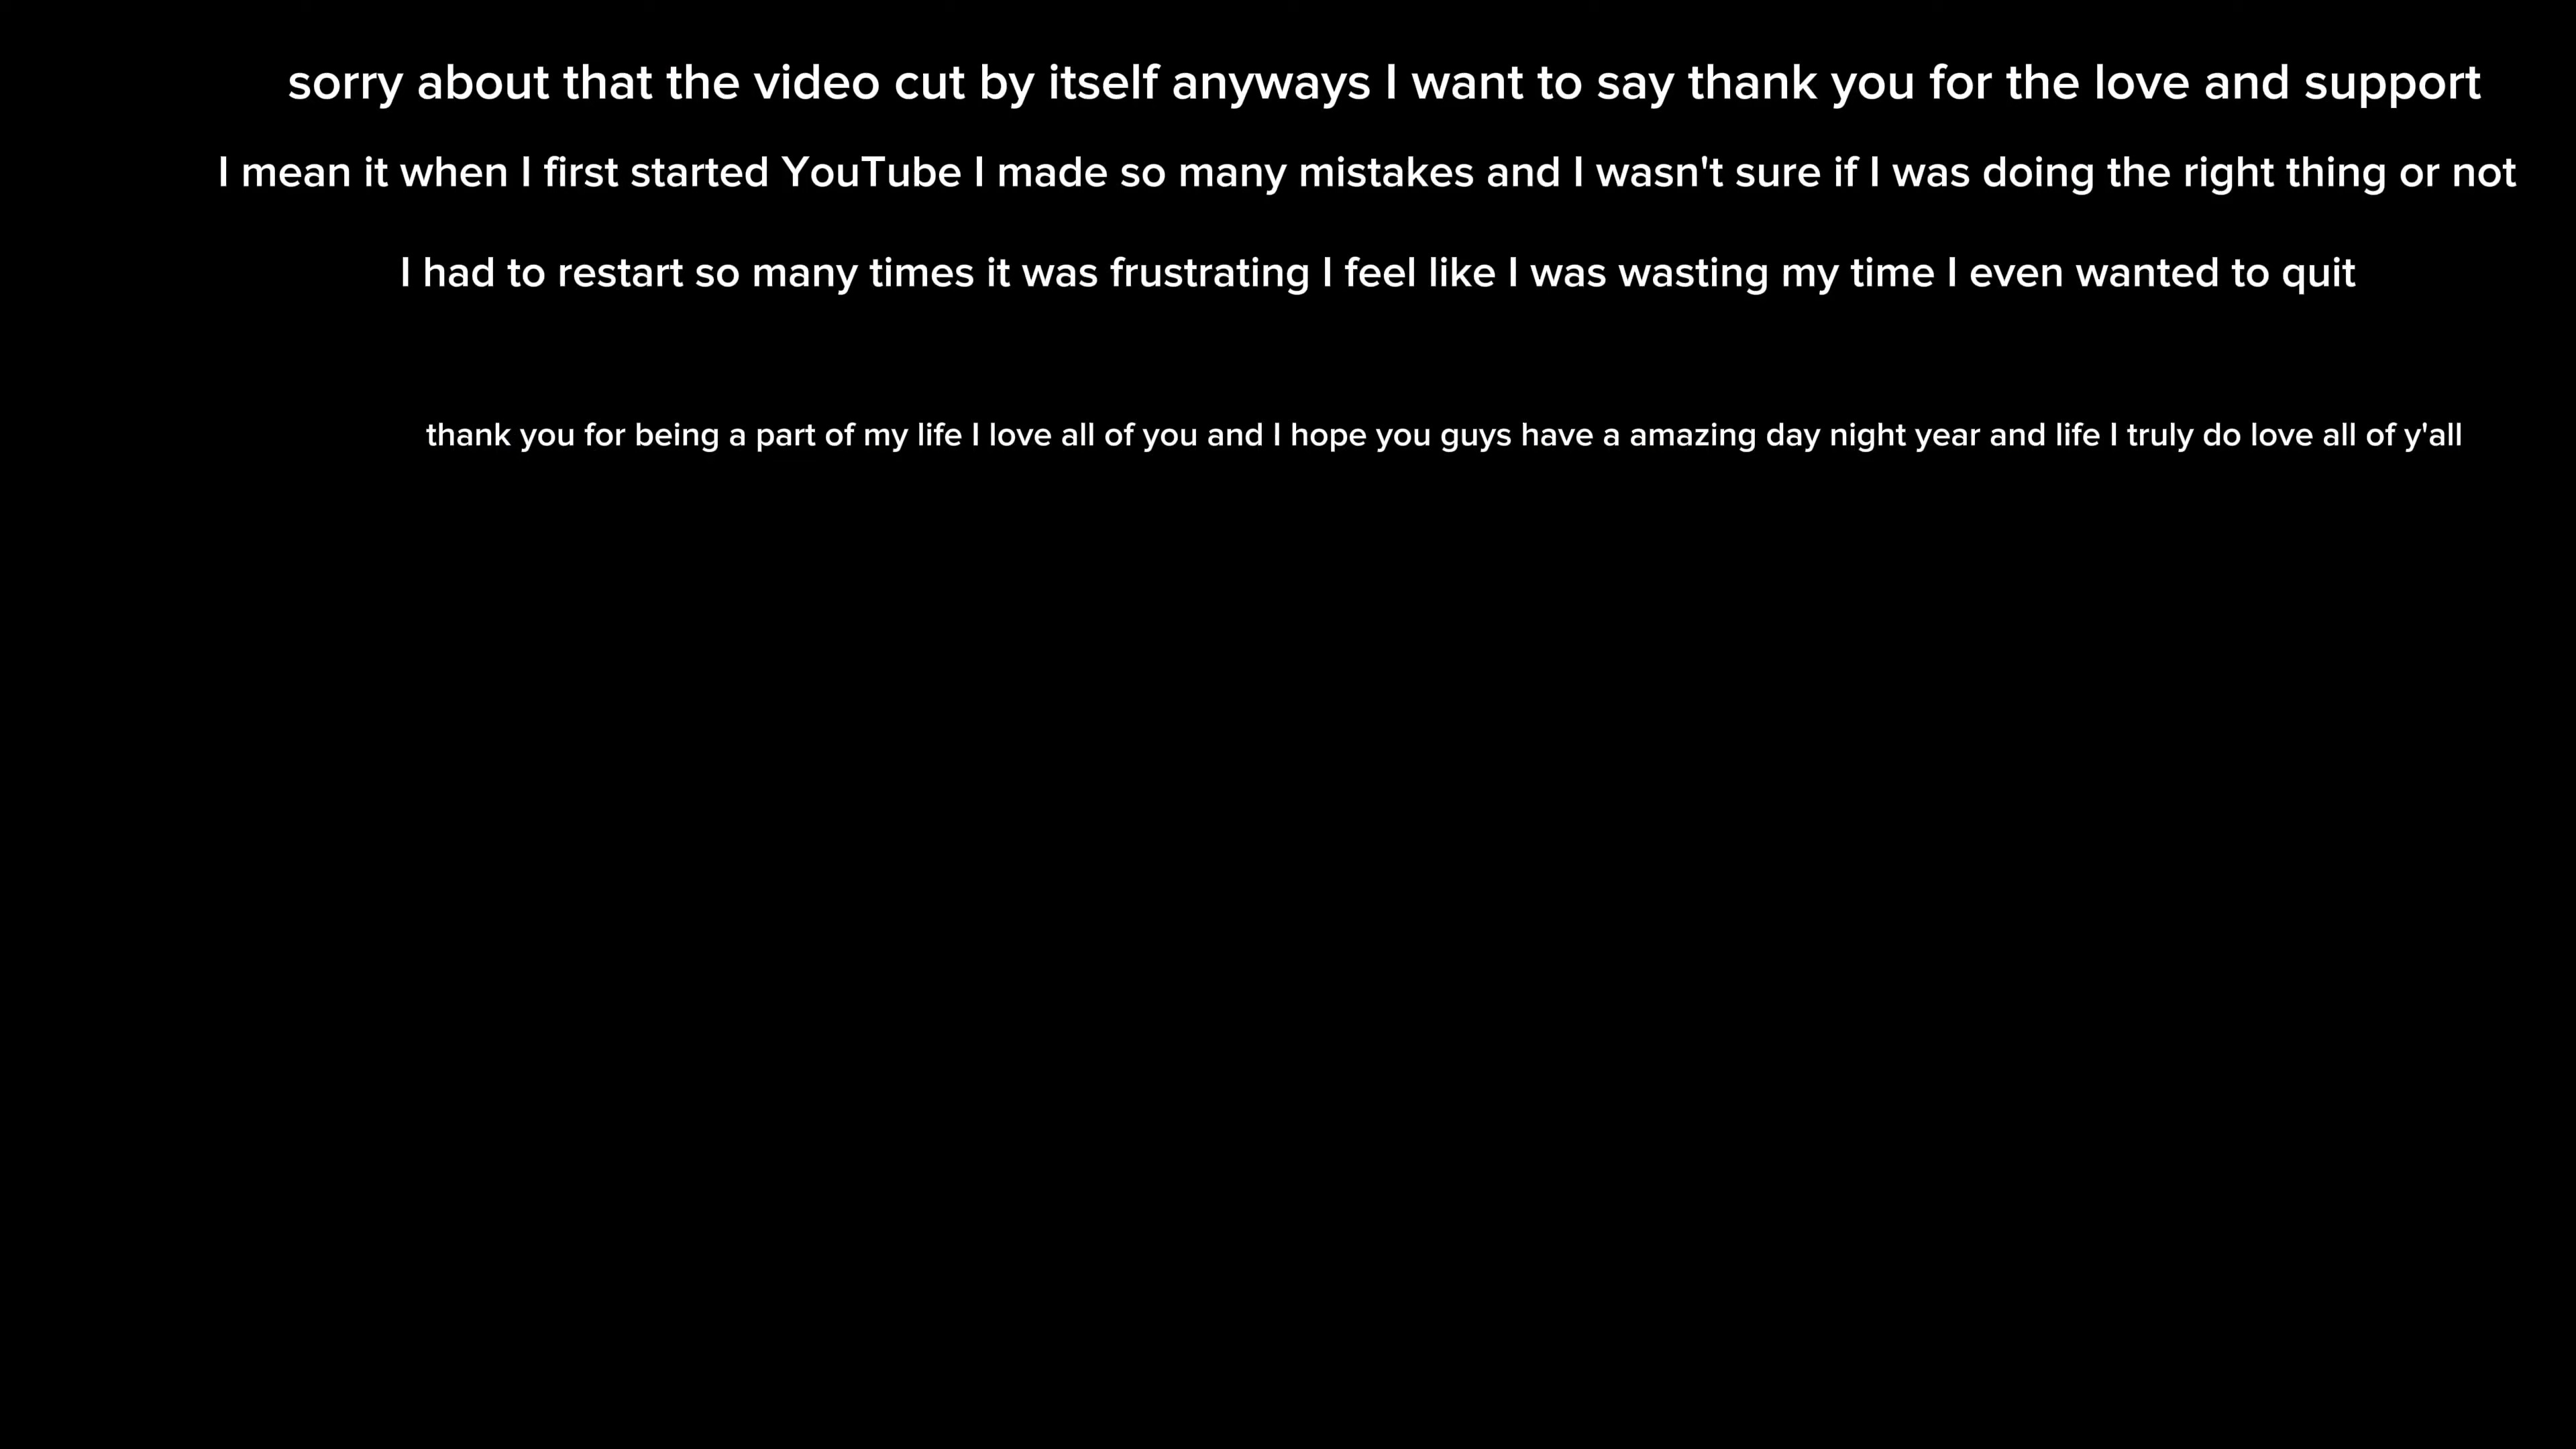 sorry about that the video cut by itself anyways I want to say thank you for the love and support
I mean it when I first started YouTube I made so many mistakes and I wasn't sure if I was doing the right thing or not
I had to restart so many times it was frustrating I feel like I was wasting my time I even wanted to quit
thank you for being a part of my life I love all of you and I hope you guys have a amazing day night year and life I truly do love all of y'all